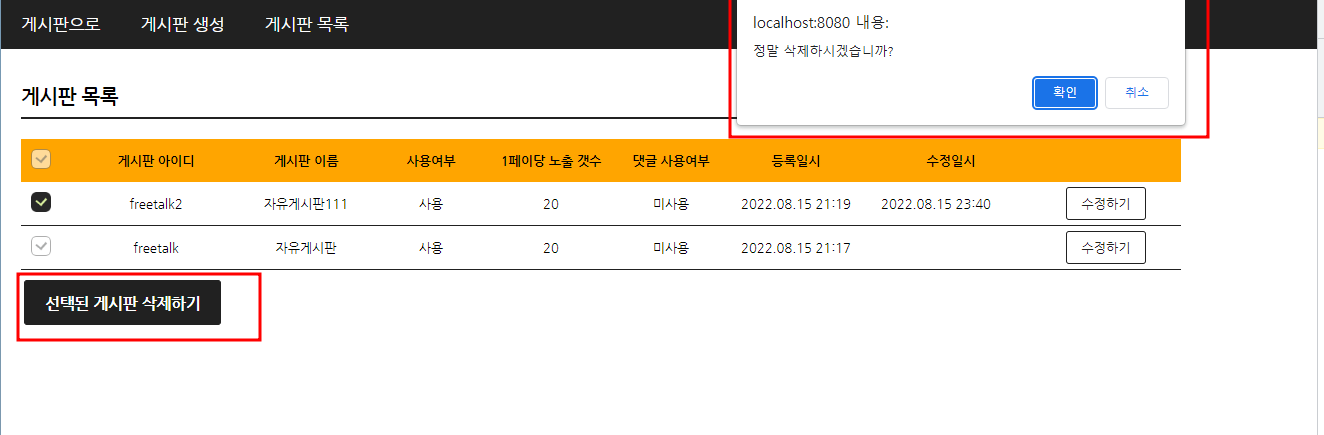 게시판으로 게시판 생성 게시판 목록
localhost:8080 내용:
정말 삭제하시겠습니까?
확인 취소
게시판 목록
게시판 아이디 게시판 이름 사용여부 1페이당 노출 갯수 댓글 사용여부 등록일시 수정일시
freetalk2 자유게시판111 사용 20 미사용 2022.08.15 21:19 2022.08.15 23:40 수정하기
freetalk 자유게시판 사용 20 미사용 2022.08.15 21:17 수정하기
선택된 게시판 삭제하기